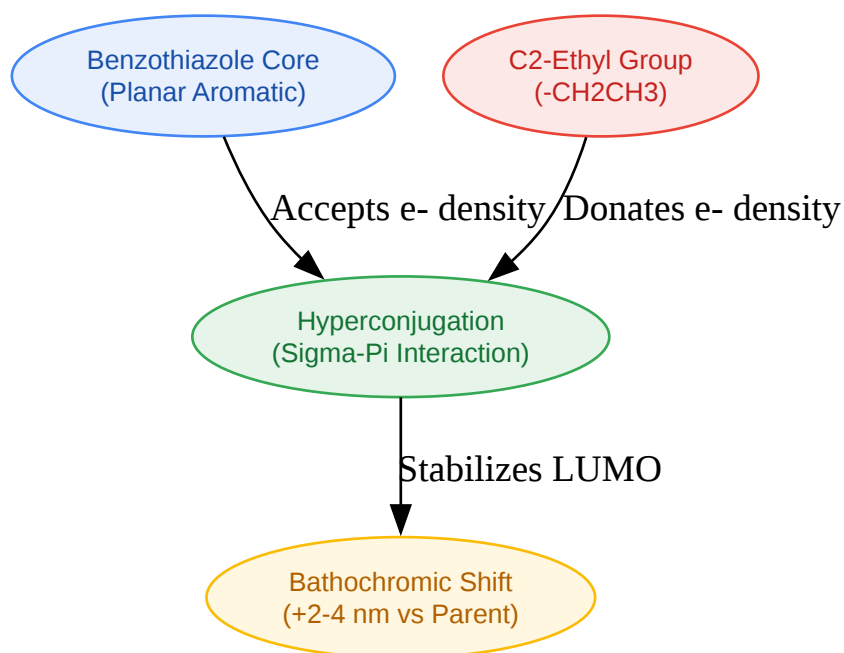 Benzothiazole Core
(Planar Aromatic)
C2-Ethyl Group
(-CH2CH3)
Accepts e- density
Donates e- density
Hyperconjugation
(Sigma-Pi Interaction)
Stabilizes LUMO
Bathochromic Shift
(+2-4 nm vs Parent)